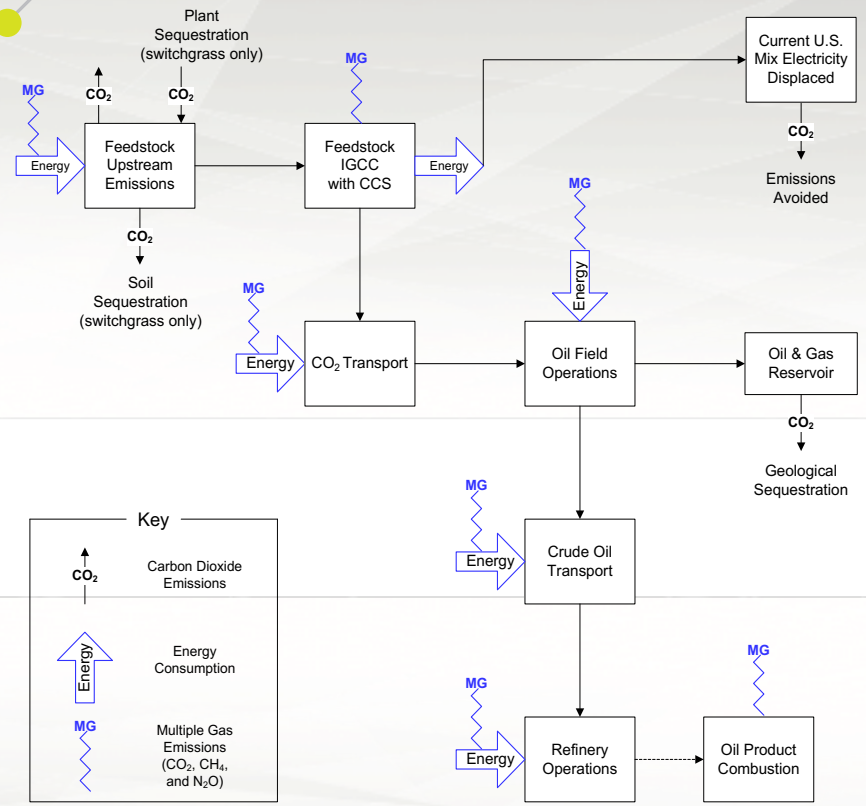 Plant
Sequestration
(switchgrass only)
CO2
CO2
MG
Energy
Feedstock
Upstream
Emissions
CO2
Soil
Sequestration
(switchgrass only)
MG
Feedstock
IGCC
with CCS
Energy
Current U.S.
Mix Electricity
Displaced
CO2
Emissions
Avoided
MG
Energy
CO2 Transport
MG
Energy
Oil Field
Operations
Oil & Gas
Reservoir
CO2
Geological
Sequestration
MG
Energy
Crude Oil
Transport
MG
Energy
Refinery
Operations
MG
Oil Product
Combustion
Key
CO2
Carbon Dioxide
Emissions
Energy
Energy
Consumption
MG
Multiple Gas
Emissions
(CO2, CH4,
and N2O)